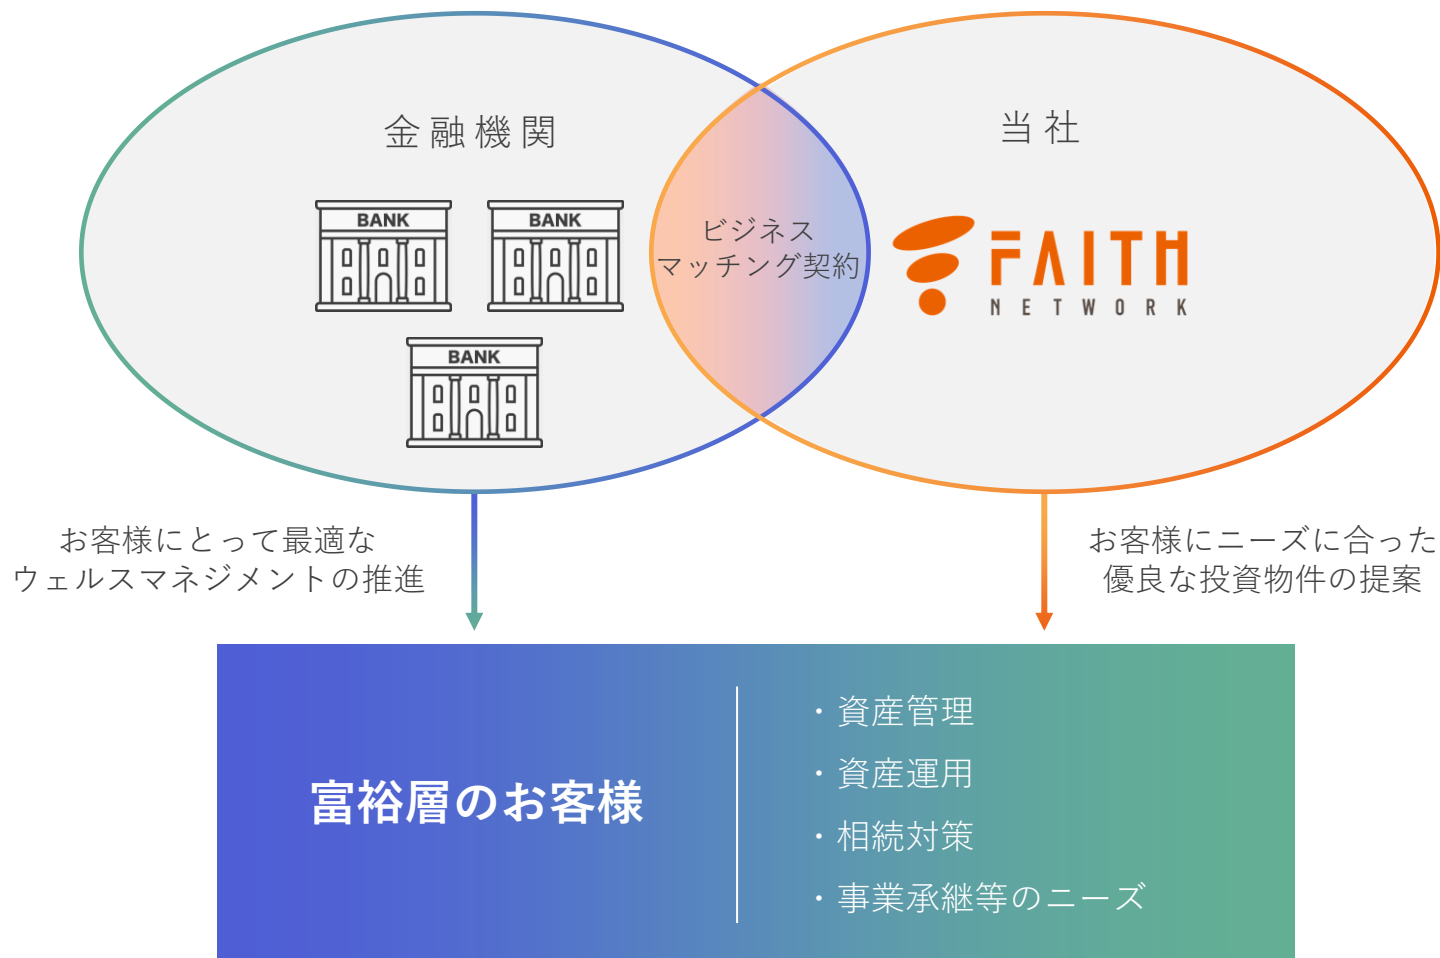 金融機関
BANK
BANK
BANK
ビジネス
マッチング契約
当社
FAITH
NETWORK
お客様にとって最適な
ウェルスマネジメントの推進
お客様にニーズに合った
優良な投資物件の提案
富裕層のお客様
・資産管理
・資産運用
・相続対策
・事業承継等のニーズ